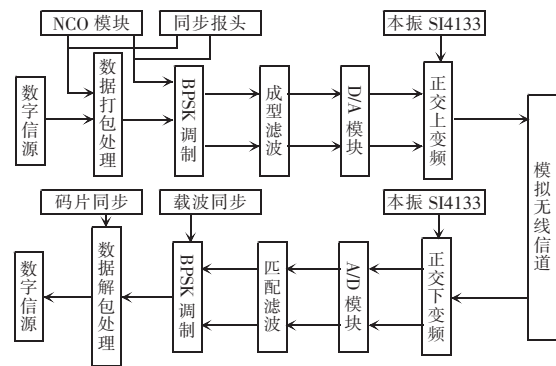 NCO 模块
同步报头
本振 SI4133
数字信源
数据打包处理
BPSK 调制
成型滤波
D/A 模块
正交上变频
模拟无线信道
码片同步
载波同步
本振 SI4133
数字信源
数据解包处理
BPSK 调制
匹配滤波
A/D 模块
正交下变频